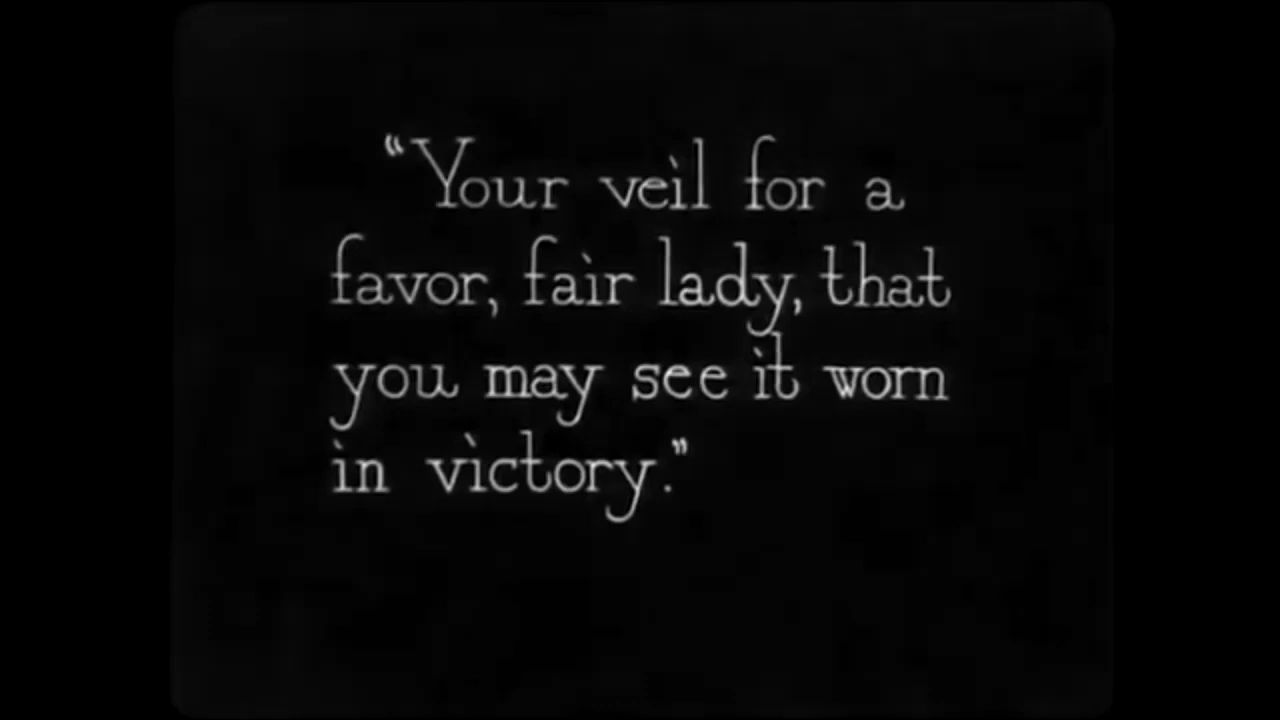 “Your veil for a
favor, fair lady, that
you may see it worn
in victory.”